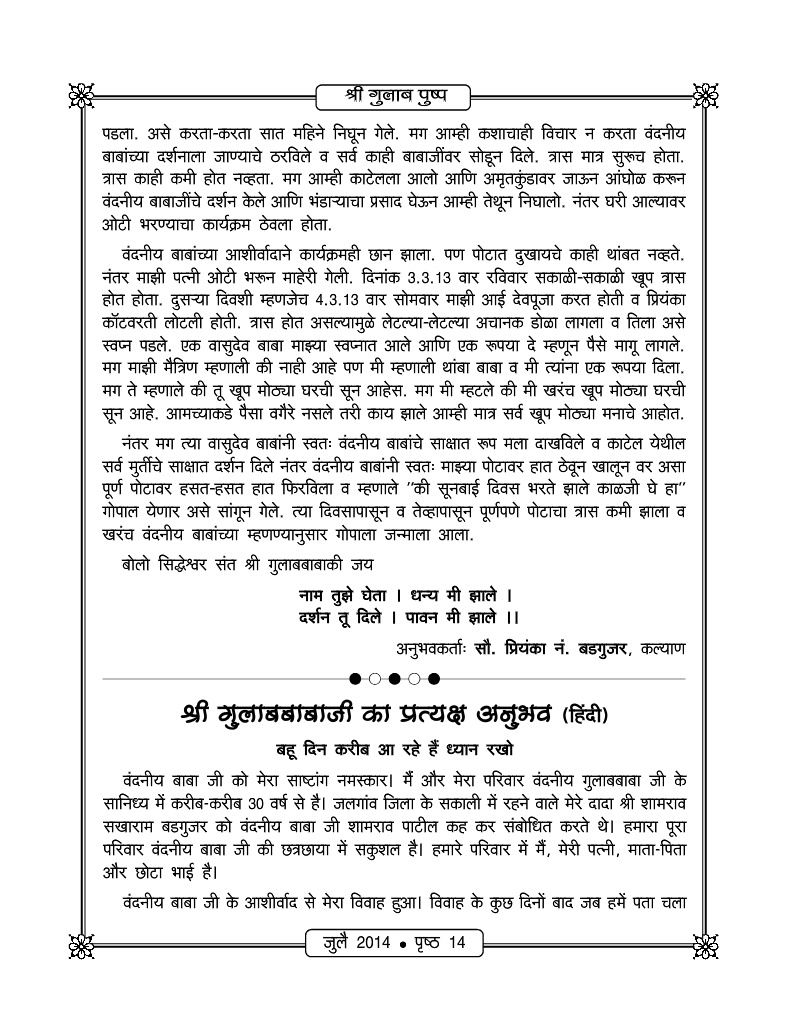 श्री गुलाब पुष्प
पडला. असे करता-करता सात महिने निघून गेले. मग आम्ही कशाचाही विचार न करता वंदनीय
बाबांच्या दर्शनाला जाण्याचे ठरविले व सर्व काही बाबाजींवर सोडून दिले. त्रास मात्र सुरूच होता.
त्रास काही कमी होत नव्हता. मग आम्ही काटेलला आलो आणि अमृतकुंडावर जाऊन आंघोळ करून
वंदनीय बाबाजींचे दर्शन केले आणि भंडाऱ्याचा प्रसाद घेऊन आम्ही तेथून निघालो. नंतर घरी आल्यावर
ओटी भरण्याचा कार्यक्रम ठेवला होता.
वंदनीय बाबांच्या आशीर्वादाने कार्यक्रमही छान झाला. पण पोटात दुखायचे काही थांबत नव्हते.
नंतर माझी पत्नी ओटी भरून माहेरी गेली. दिनांक 3.3.13 वार रविवार सकाळी-सकाळी खूप त्रास
होत होता. दुसऱ्या दिवशी म्हणजेच 4.3.13 वार सोमवार माझी आई देवपूजा करत होती व प्रियंका
कॉटवरती लोटली होती. त्रास होत असल्यामुळे लेटल्या-लेटल्या अचानक डोळा लागला व तिला असे
स्वप्न पडले. एक वासुदेव बाबा माझ्या स्वप्नात आले आणि एक रूपया दे म्हणून पैसे मागू लागले.
मग माझी मैत्रिण म्हणाली की नाही आहे पण मी म्हणाली थांबा बाबा व मी त्यांना एक रूपया दिला.
मग ते म्हणाले की तू खूप मोठ्या घरची सून आहेस. मग मी म्हटले की मी खरंच खूप मोठ्या घरची
सून आहे. आमच्याकडे पैसा वगैरे नसले तरी काय झाले आम्ही मात्र सर्व खूप मोठ्या मनाचे आहोत.
नंतर मग त्या वासुदेव बाबांनी स्वतः वंदनीय बाबांचे साक्षात रूप मला दाखविले व काटेल येथील
सर्व मुर्तीचे साक्षात दर्शन दिले नंतर वंदनीय बाबांनी स्वतः माझ्या पोटावर हात ठेवून खालून वर असा
पूर्ण पोटावर हसत-हसत हात फिरविला व म्हणाले "की सूनबाई दिवस भरते झाले काळजी घे हा"
गोपाल येणार असे सांगून गेले. त्या दिवसापासून व तेव्हापासून पूर्णपणे पोटाचा त्रास कमी झाला व
खरंच वंदनीय बाबांच्या म्हणण्यानुसार गोपाला जन्माला आला.
बोलो सिद्धेश्वर संत श्री गुलाबबाबाकी जय
नाम तुझे घेता । धन्य मी झाले ।
दर्शन तू दिले । पावन मी झाले ।।
अनुभवकर्ताः सौ. प्रियंका नं. बडगुजर, कल्याण
श्री गुलाबबाबाजी का प्रत्यक्ष अनुभव (हिंदी)
बहू दिन करीब आ रहे हैं ध्यान रखो
वंदनीय बाबा जी को मेरा साष्टांग नमस्कार। मैं और मेरा परिवार वंदनीय गुलाबबाबा जी के
सानिध्य में करीब-करीब 30 वर्ष से है। जलगांव जिला के सकाली में रहने वाले मेरे दादा श्री शामराव
सखाराम बडगुजर को वंदनीय बाबा जी शामराव पाटील कह कर संबोधित करते थे। हमारा पूरा
परिवार वंदनीय बाबा जी की छत्रछाया में सकुशल है। हमारे परिवार में मैं, मेरी पत्नी, माता-पिता
और छोटा भाई है।
वंदनीय बाबा जी के आशीर्वाद से मेरा विवाह हुआ। विवाह के कुछ दिनों बाद जब हमें पता चला
जुलै 2014 • पृष्ठ 14